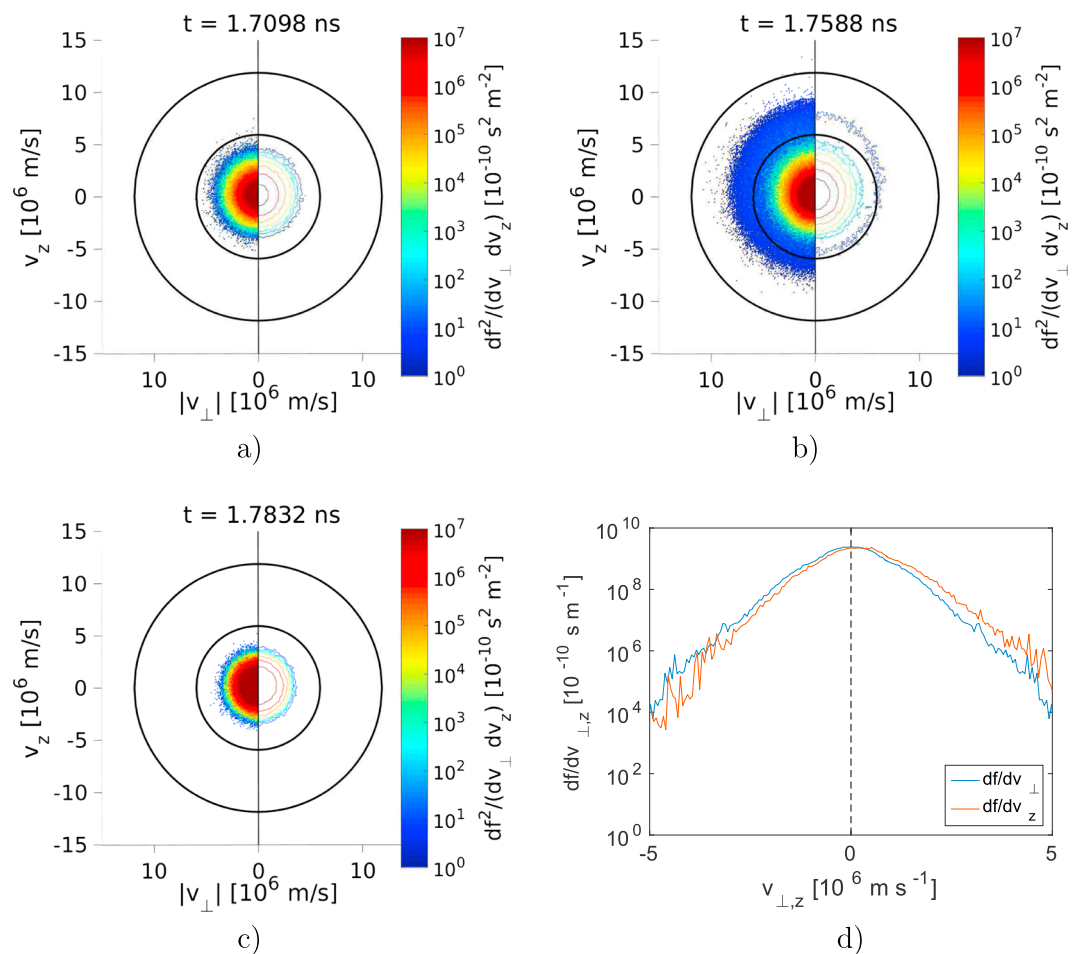 t = 1.7098 ns
15
10
5
0
-5
-10
-15
v_z [10^6 m/s]
10 0 10
|v_⊥| [10^6 m/s]
10^7
10^6
10^5
10^4
10^3
10^2
10^1
10^0
df^2/(dv_⊥ dv_z) [10^-10 s^2 m^-2]
a)
t = 1.7588 ns
15
10
5
0
-5
-10
-15
v_z [10^6 m/s]
10 0 10
|v_⊥| [10^6 m/s]
10^7
10^6
10^5
10^4
10^3
10^2
10^1
10^0
df^2/(dv_⊥ dv_z) [10^-10 s^2 m^-2]
b)
t = 1.7832 ns
15
10
5
0
-5
-10
-15
v_z [10^6 m/s]
10 0 10
|v_⊥| [10^6 m/s]
10^7
10^6
10^5
10^4
10^3
10^2
10^1
10^0
df^2/(dv_⊥ dv_z) [10^-10 s^2 m^-2]
c)
10^10
10^8
10^6
10^4
10^2
10^0
df/dv_⊥,z [10^-10 s m^-1]
df/dv_⊥
df/dv_z
-5 0 5
v_⊥,z [10^6 m s^-1]
d)